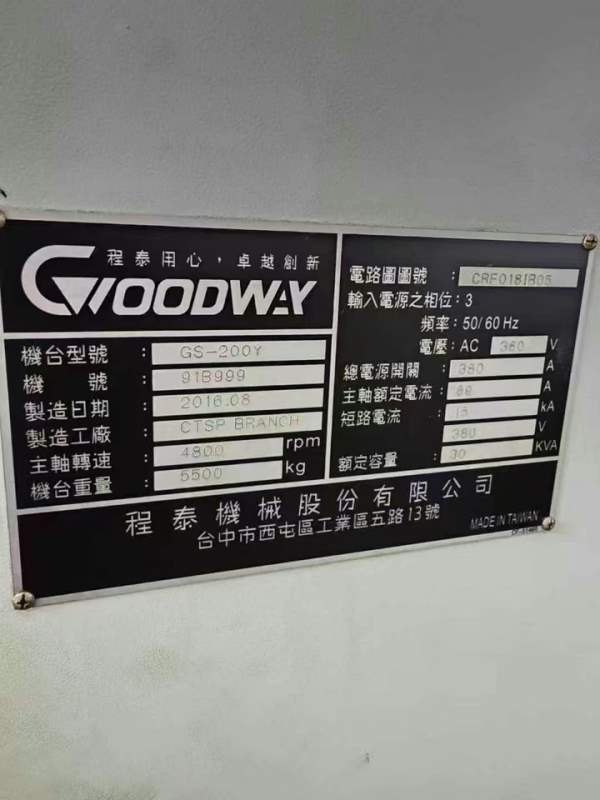 程泰用心，卓越創新
GOODWAY
機台型號 : GS-200Y
機 號 : 91B999
製造日期 : 2016.08
製造工廠 : CTSP BRANCH
主軸轉速 : 4800 rpm
機台重量 : 5500 kg
電路圖圖號 : CRE018IB05
輸入電源之相位 : 3
頻率 : 50/60 Hz
電壓 : AC 380 V
總電源開關 : 380 A
主軸額定電流 : A
短路電流 : 15 kA
380 V
額定容量 : 30 KVA
程泰機械股份有限公司
台中市西屯區工業區五路13號
MADE IN TAIWAN